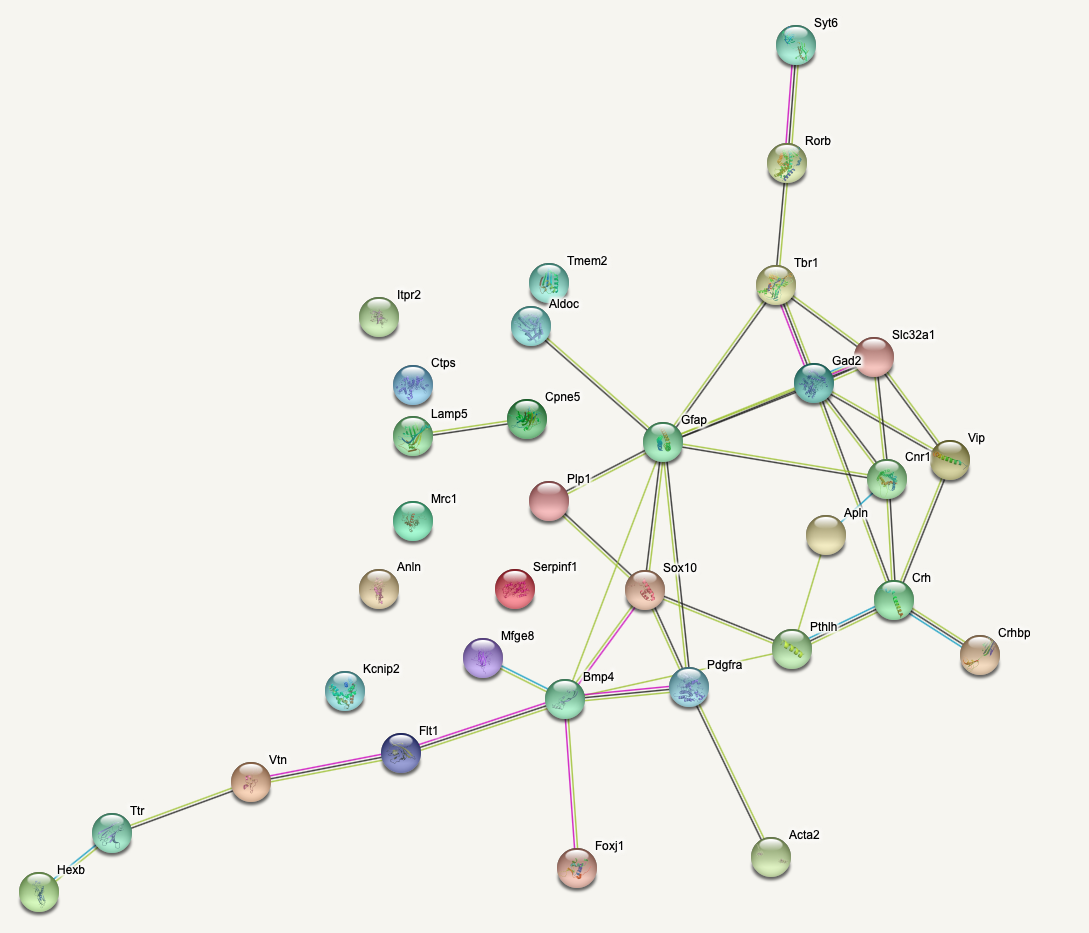 Syt6
Rorb
Tbr1
Tmem2
Itpr2
Aldoc
Slc32a1
Gad2
Ctps
Cpne5
Lamp5
Gfap
Vip
Cnr1
Plp1
Mrc1
Apln
Anln
Serpinf1
Sox10
Crh
Pthlh
Crhbp
Mfge8
Pdgfra
Kcnip2
Bmp4
Flt1
Vtn
Ttr
Acta2
Foxj1
Hexb